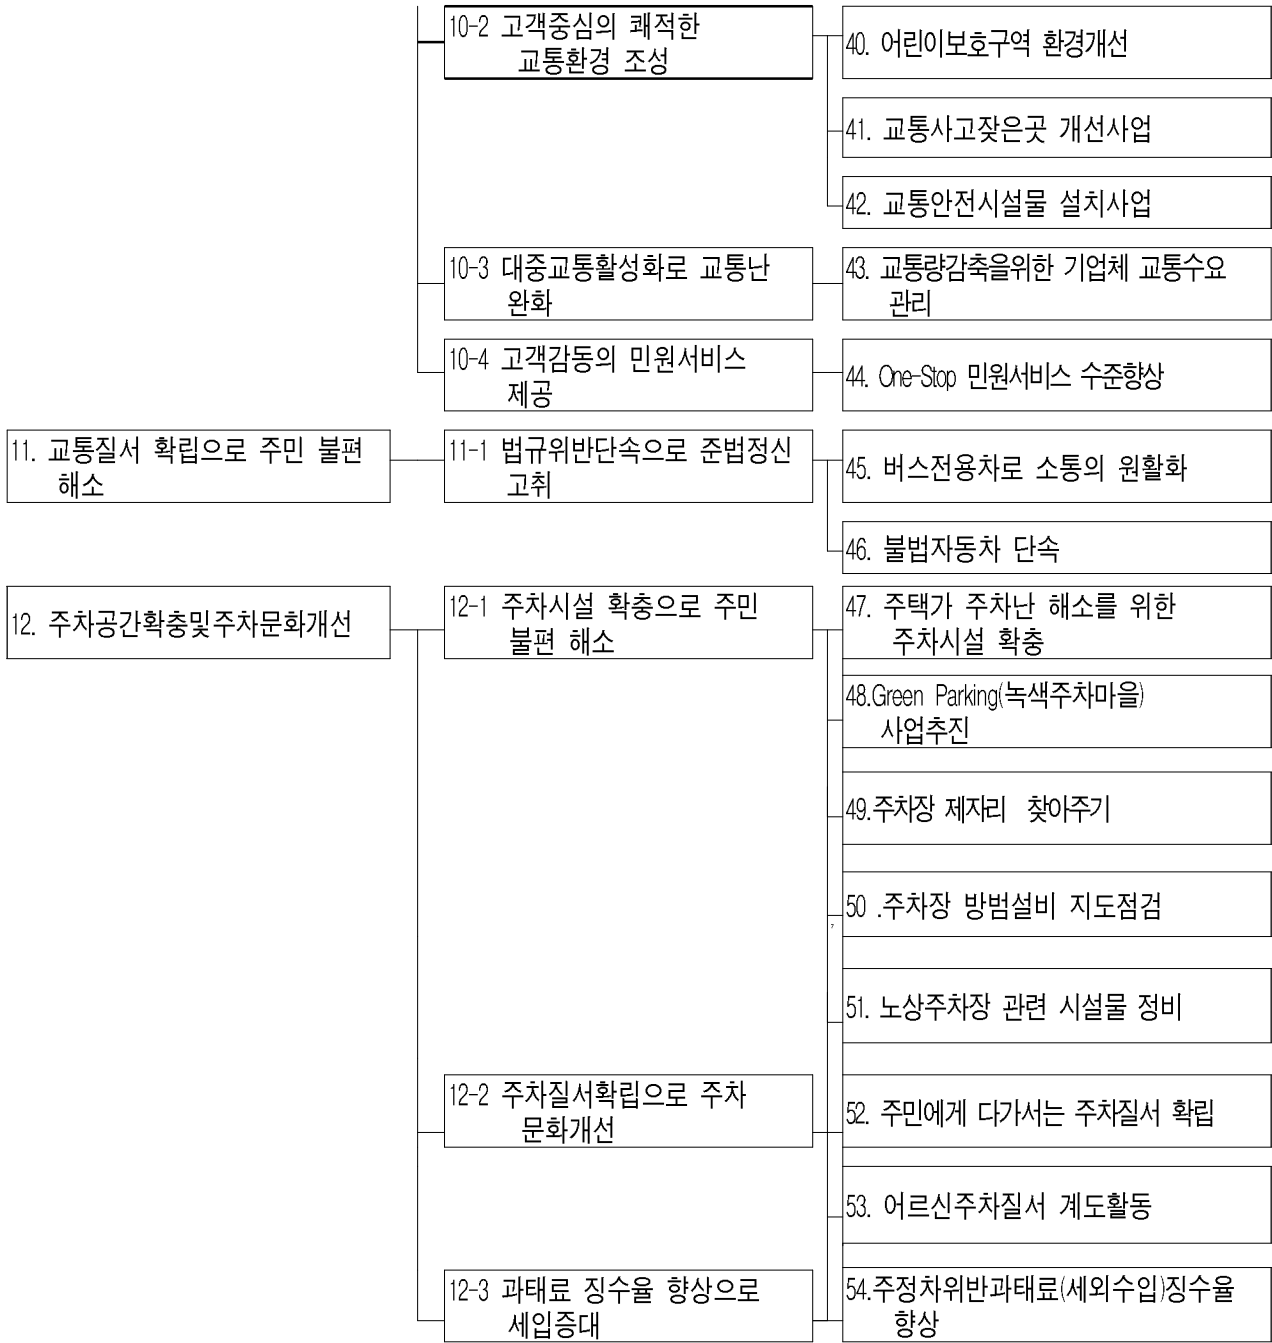 10-2 고객중심의 쾌적한
교통환경 조성
40. 어린이보호구역 환경개선
41. 교통사고잦은곳 개선사업
42. 교통안전시설물 설치사업
10-3 대중교통활성화로 교통난
완화
43. 교통량감축을위한 기업체 교통수요
관리
10-4 고객감동의 민원서비스
제공
44. One-Stop 민원서비스 수준향상
11. 교통질서 확립으로 주민 불편
해소
11-1 법규위반단속으로 준법정신
고취
45. 버스전용차로 소통의 원활화
46. 불법자동차 단속
12. 주차공간확충및주차문화개선
12-1 주차시설 확충으로 주민
불편 해소
47. 주택가 주차난 해소를 위한
주차시설 확충
48.Green Parking(녹색주차마을)
사업추진
49.주차장 제자리 찾아주기
50 .주차장 방범설비 지도점검
51. 노상주차장 관련 시설물 정비
12-2 주차질서확립으로 주차
문화개선
52. 주민에게 다가서는 주차질서 확립
53. 어르신주차질서 계도활동
12-3 과태료 징수율 향상으로
세입증대
54.주정차위반과태료(세외수입)징수율
향상